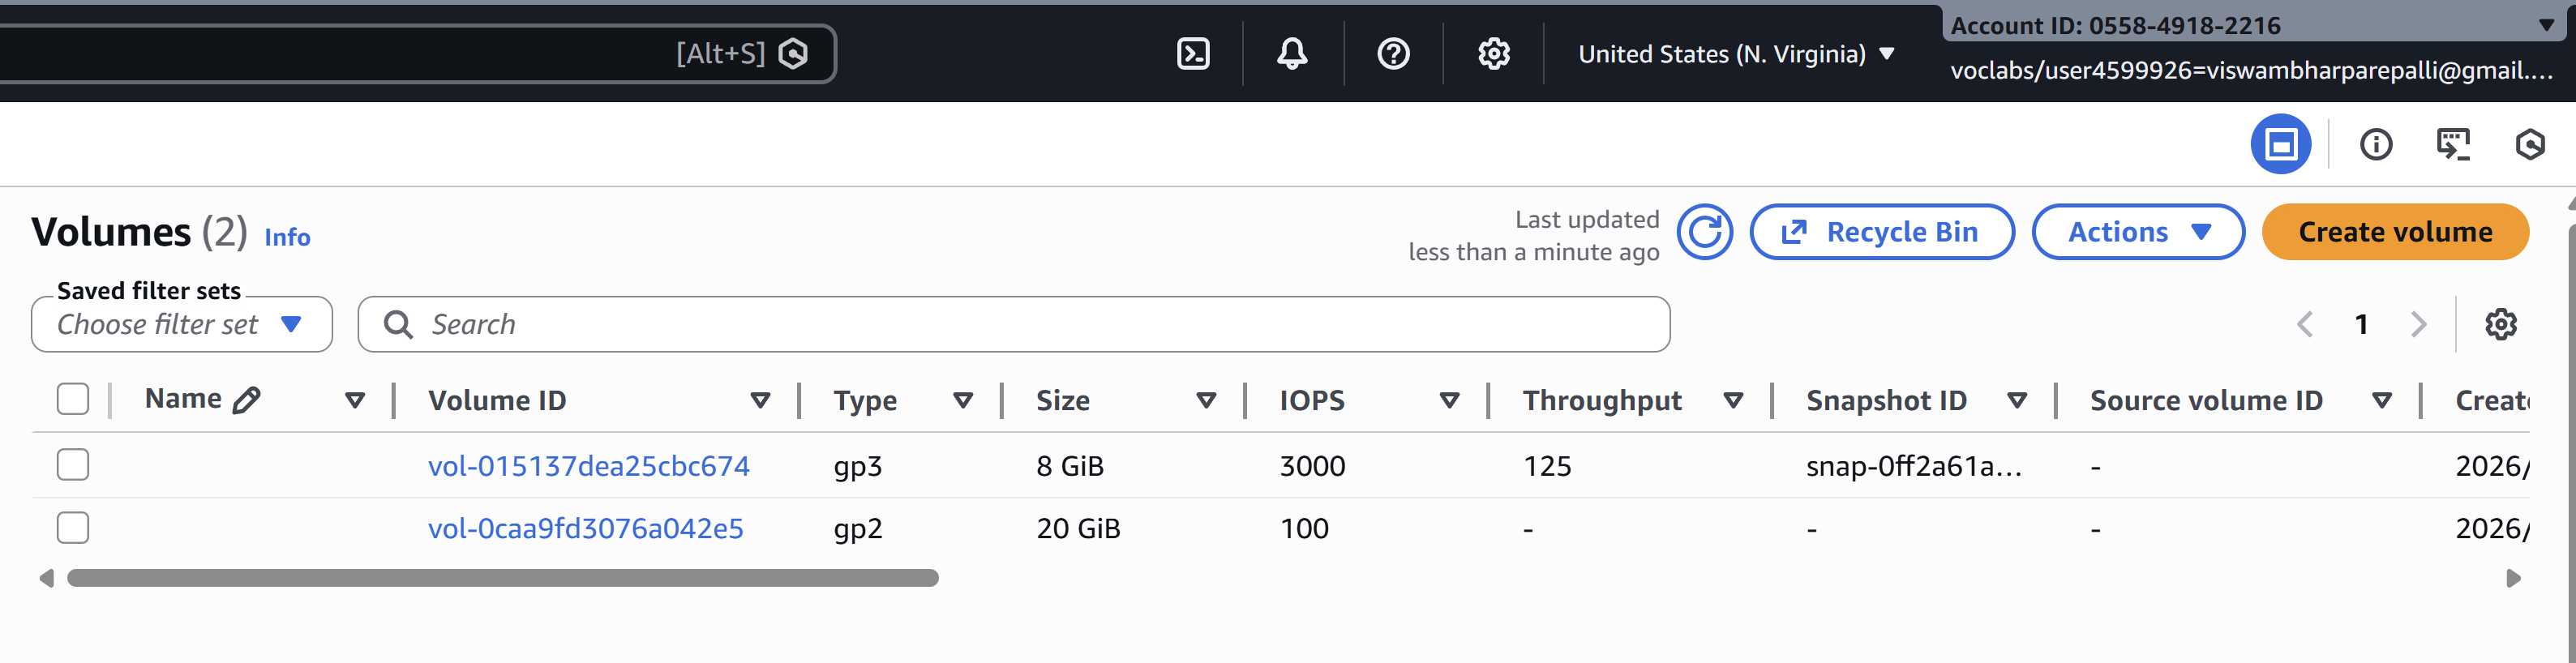 [Alt+S]
United States (N. Virginia)
Account ID: 0558-4918-2216
voclabs/user4599926=viswambharparepalli@gmail....
Volumes (2) Info
Last updated
less than a minute ago
Recycle Bin
Actions
Create volume
Saved filter sets
Choose filter set
Search
1
Name Volume ID Type Size IOPS Throughput Snapshot ID Source volume ID Creat
vol-015137dea25cbc674 gp3 8 GiB 3000 125 snap-0ff2a61a... - 2026/
vol-0caa9fd3076a042e5 gp2 20 GiB 100 - - - 2026/